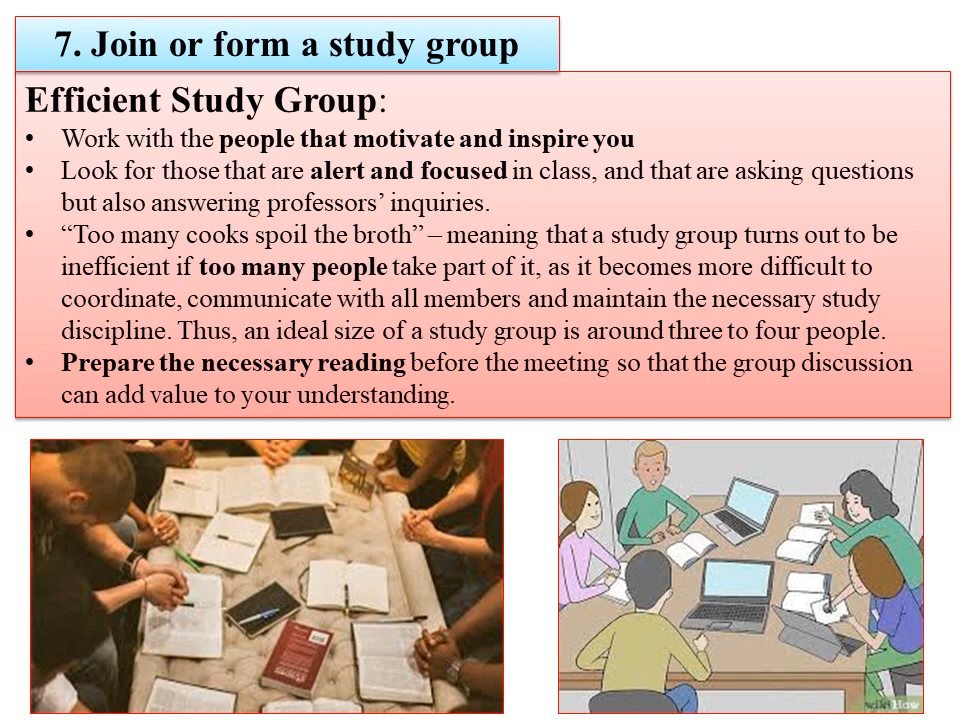 7. Join or form a study group
Efficient Study Group:
• Work with the people that motivate and inspire you
• Look for those that are alert and focused in class, and that are asking questions
but also answering professors’ inquiries.
• “Too many cooks spoil the broth” – meaning that a study group turns out to be
inefficient if too many people take part of it, as it becomes more difficult to
coordinate, communicate with all members and maintain the necessary study
discipline. Thus, an ideal size of a study group is around three to four people.
• Prepare the necessary reading before the meeting so that the group discussion
can add value to your understanding.
wikiHow